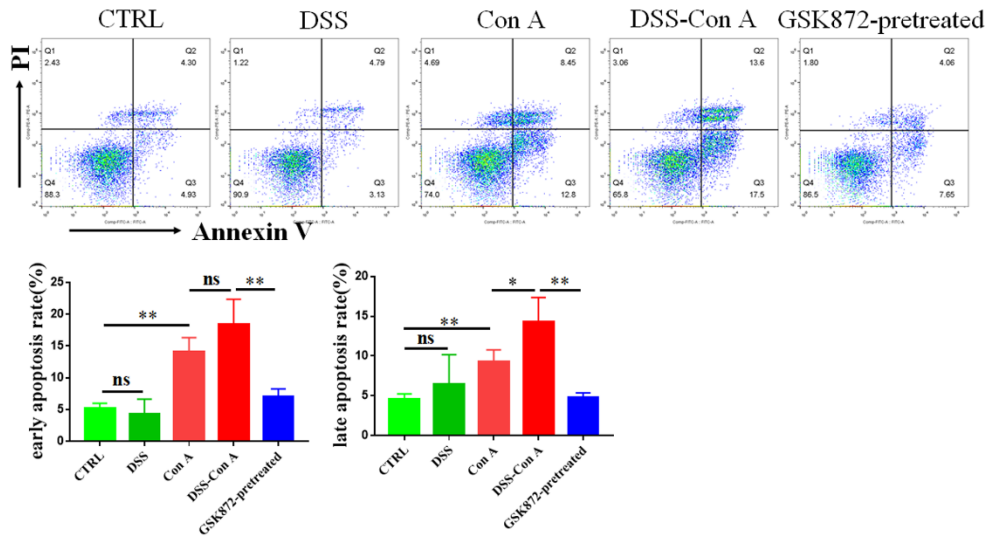 CTRL
DSS
Con A
DSS-Con A
GSK872-pretreated
PI
Q1
2.43
Q2
4.30
Q4
88.3
Q3
4.93
Q1
1.22
Q2
4.79
Q4
90.9
Q3
3.13
Q1
4.69
Q2
8.45
Q4
74.0
Q3
12.8
Q1
3.06
Q2
13.6
Q4
65.8
Q3
17.5
Q1
1.80
Q2
4.06
Q4
86.5
Q3
7.65
Annexin V
early apoptosis rate(%)
25
20
15
10
5
0
ns
**
ns
**
CTRL
DSS
Con A
DSS-Con A
GSK872-pretreated
late apoptosis rate(%)
20
15
10
5
0
ns
**
*
**
CTRL
DSS
Con A
DSS-Con A
GSK872-pretreated